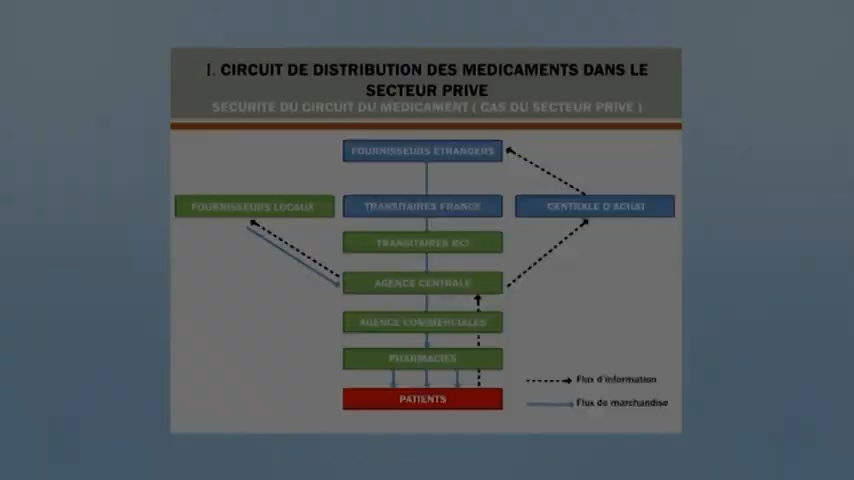 I. CIRCUIT DE DISTRIBUTION DES MEDICAMENTS DANS LE
SECTEUR PRIVE
SECURITE DU CIRCUIT DU MEDICAMENT ( CAS DU SECTEUR PRIVE )
FOURNISSEURS ETRANGERS
FOURNISSEURS LOCAUX
TRANSITAIRES FRANCE
CENTRALE D'ACHAT
TRANSITAIRES RCI
AGENCE CENTRALE
AGENCE COMMERCIALES
PHARMACIES
PATIENTS
Flux d'information
Flux de marchandise